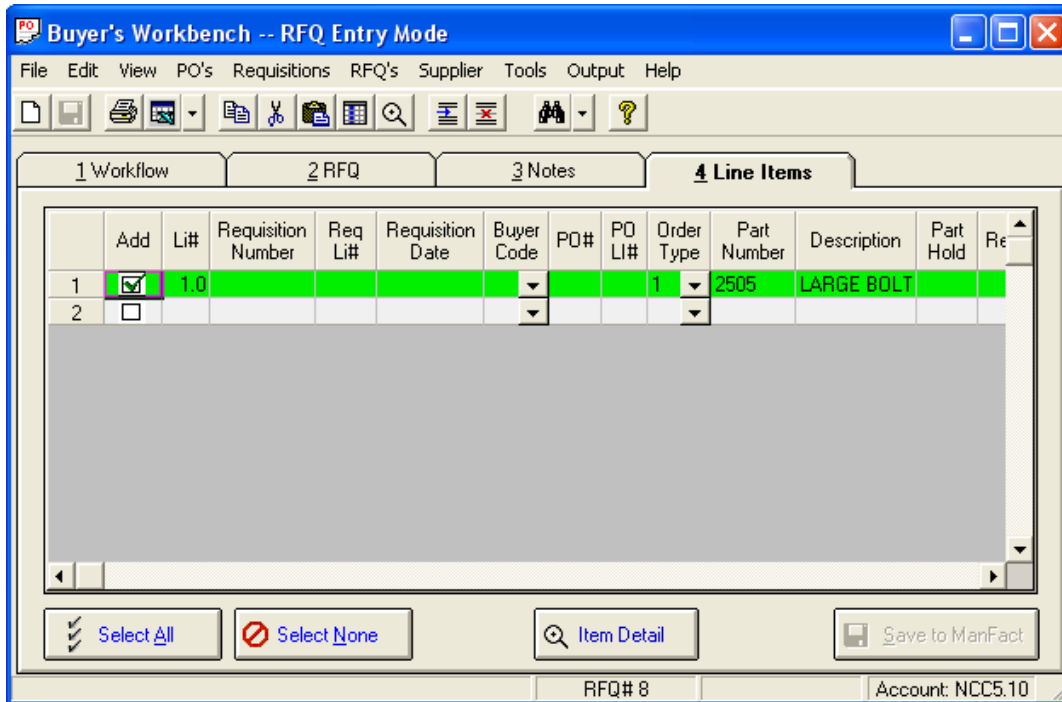 PO
Buyer's Workbench -- RFQ Entry Mode
File Edit View PO's Requisitions RFQ's Supplier Tools Output Help
1 Workflow 2 RFQ 3 Notes 4 Line Items
Add Li# Requisition Number Req Li# Requisition Date Buyer Code PO# PO LI# Order Type Part Number Description Part Hold Re
1 1.0 1 2505 LARGE BOLT
2
Select All Select None Item Detail Save to ManFact
RFQ# 8 Account: NCC5.10